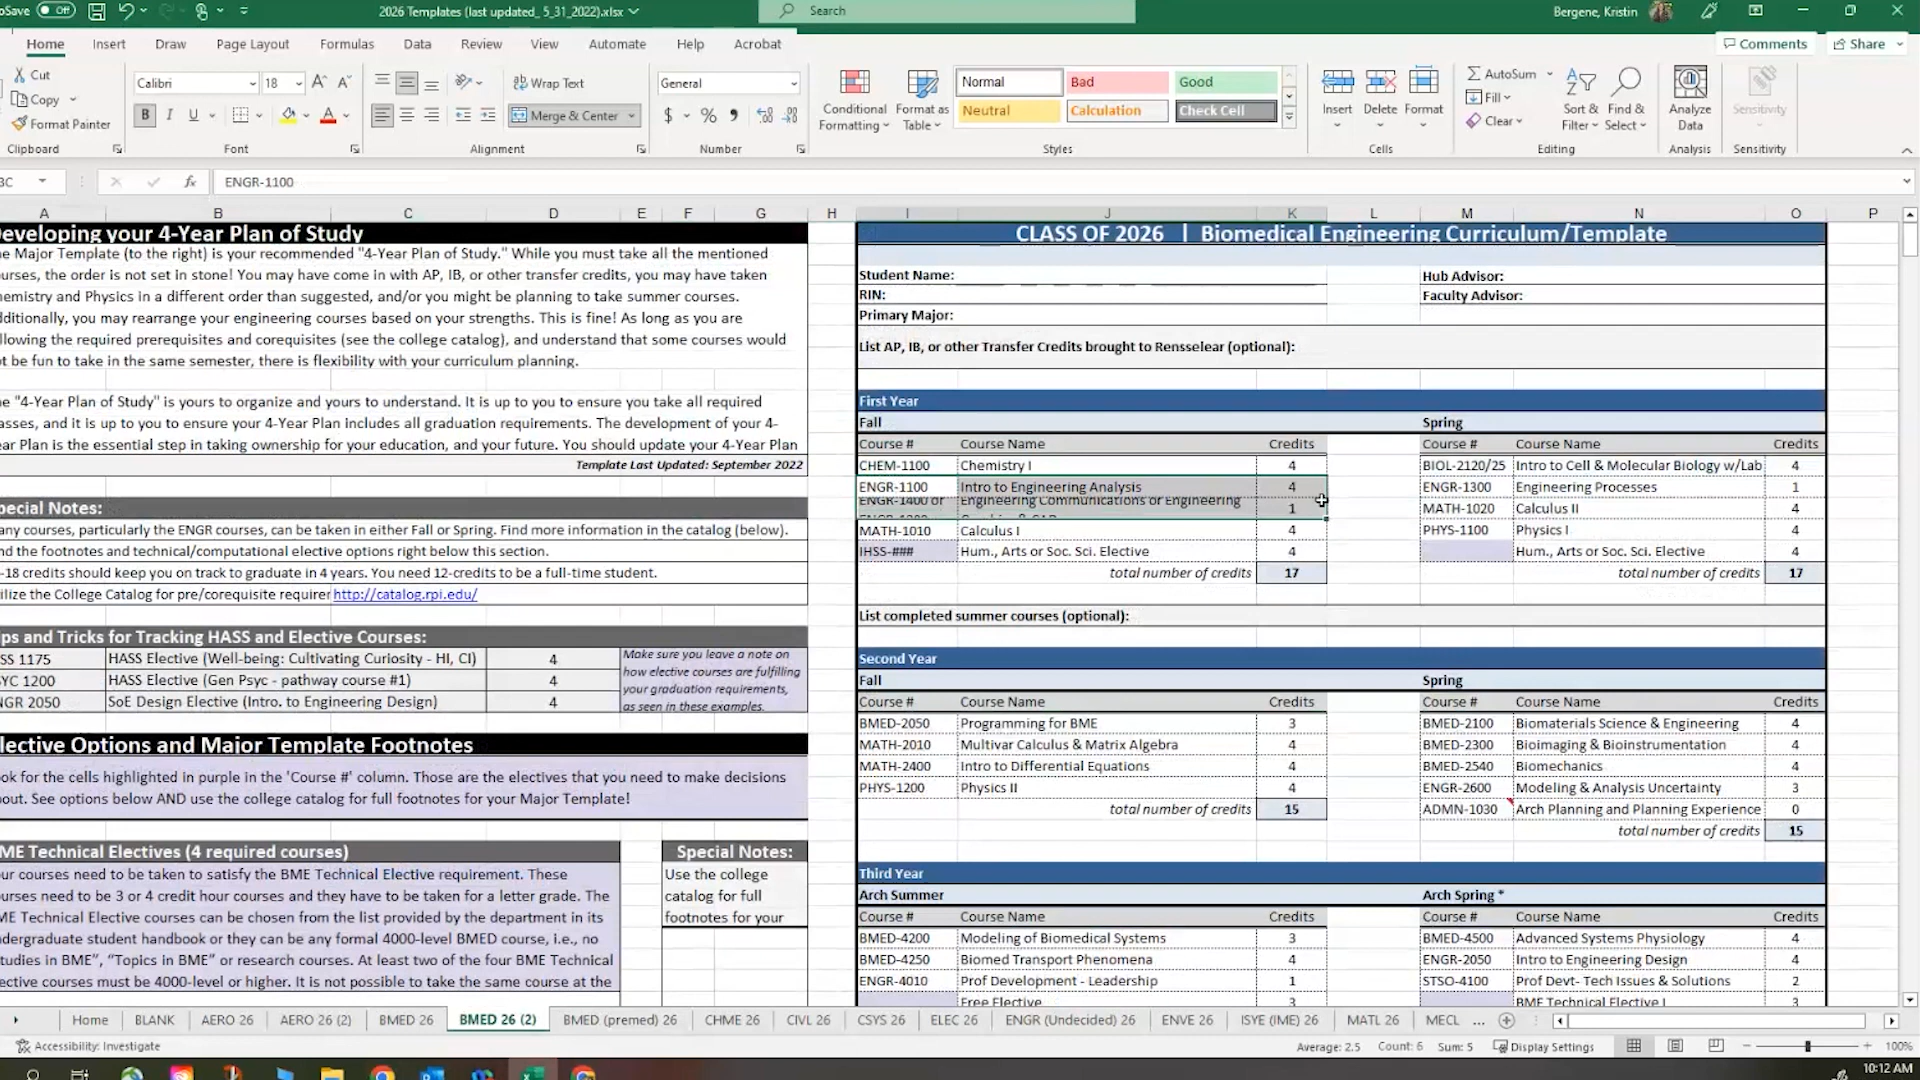 Save Off
2026 Templates (last updated_ 5_31_2022).xlsx
Search
Bergene, Kristin
Home Insert Draw Page Layout Formulas Data Review View Automate Help Acrobat
Comments Share
Cut
Copy
Format Painter
Clipboard
Calibri 18
B I U
Font
Wrap Text
Merge & Center
Alignment
General
$ %
Number
Conditional Formatting
Format as Table
Normal Bad Good
Neutral Calculation Check Cell
Styles
Insert Delete Format
Cells
AutoSum
Fill
Clear
Sort & Filter
Find & Select
Editing
Analyze Data
Analysis
Sensitivity
Sensitivity
3C
fx ENGR-1100
A B C D E F G H I J K L M N O P
eveloping your 4-Year Plan of Study
e Major Template (to the right) is your recommended "4-Year Plan of Study." While you must take all the mentioned
urses, the order is not set in stone! You may have come in with AP, IB, or other transfer credits, you may have taken
emistry and Physics in a different order than suggested, and/or you might be planning to take summer courses.
ditionally, you may rearrange your engineering courses based on your strengths. This is fine! As long as you are
llowing the required prerequisites and corequisites (see the college catalog), and understand that some courses would
t be fun to take in the same semester, there is flexibility with your curriculum planning.
e "4-Year Plan of Study" is yours to organize and yours to understand. It is up to you to ensure you take all required
asses, and it is up to you to ensure your 4-Year Plan includes all graduation requirements. The development of your 4-
ear Plan is the essential step in taking ownership for your education, and your future. You should update your 4-Year Plan
Template Last Updated: September 2022
pecial Notes:
any courses, particularly the ENGR courses, can be taken in either Fall or Spring. Find more information in the catalog (below).
nd the footnotes and technical/computational elective options right below this section.
-18 credits should keep you on track to graduate in 4 years. You need 12-credits to be a full-time student.
ilize the College Catalog for pre/corequisite requirer http://catalog.rpi.edu/
ps and Tricks for Tracking HASS and Elective Courses:
SS 1175 HASS Elective (Well-being: Cultivating Curiosity - HI, CI) 4
YC 1200 HASS Elective (Gen Psyc - pathway course #1) 4
NGR 2050 SoE Design Elective (Intro. to Engineering Design) 4
Make sure you leave a note on
how elective courses are fulfilling
your graduation requirements,
as seen in these examples.
lective Options and Major Template Footnotes
ok for the cells highlighted in purple in the 'Course #' column. Those are the electives that you need to make decisions
out. See options below AND use the college catalog for full footnotes for your Major Template!
ME Technical Electives (4 required courses)
ur courses need to be taken to satisfy the BME Technical Elective requirement. These
urses need to be 3 or 4 credit hour courses and they have to be taken for a letter grade. The
ME Technical Elective courses can be chosen from the list provided by the department in its
ndergraduate student handbook or they can be any formal 4000-level BMED course, i.e., no
tudies in BME", "Topics in BME" or research courses. At least two of the four BME Technical
ective courses must be 4000-level or higher. It is not possible to take the same course at the
Special Notes:
Use the college
catalog for full
footnotes for your
CLASS OF 2026 | Biomedical Engineering Curriculum/Template
Student Name: Hub Advisor:
RIN: Faculty Advisor:
Primary Major:
List AP, IB, or other Transfer Credits brought to Rensselear (optional):
First Year
Fall Spring
Course # Course Name Credits Course # Course Name Credits
CHEM-1100 Chemistry I 4 BIOL-2120/25 Intro to Cell & Molecular Biology w/Lab 4
ENGR-1100 Intro to Engineering Analysis 4 ENGR-1300 Engineering Processes 1
ENGR-1400 or Engineering Communications or Engineering 1 MATH-1020 Calculus II 4
MATH-1010 Calculus I 4 PHYS-1100 Physics I 4
IHSS-### Hum., Arts or Soc. Sci. Elective 4 Hum., Arts or Soc. Sci. Elective 4
total number of credits 17 total number of credits 17
List completed summer courses (optional):
Second Year
Fall Spring
Course # Course Name Credits Course # Course Name Credits
BMED-2050 Programming for BME 3 BMED-2100 Biomaterials Science & Engineering 4
MATH-2010 Multivar Calculus & Matrix Algebra 4 BMED-2300 Bioimaging & Bioinstrumentation 4
MATH-2400 Intro to Differential Equations 4 BMED-2540 Biomechanics 4
PHYS-1200 Physics II 4 ENGR-2600 Modeling & Analysis Uncertainty 3
total number of credits 15 ADMN-1030 Arch Planning and Planning Experience 0
total number of credits 15
Third Year
Arch Summer Arch Spring *
Course # Course Name Credits Course # Course Name Credits
BMED-4200 Modeling of Biomedical Systems 3 BMED-4500 Advanced Systems Physiology 4
BMED-4250 Biomed Transport Phenomena 4 ENGR-2050 Intro to Engineering Design 4
ENGR-4010 Prof Development - Leadership 1 STSO-4100 Prof Devt- Tech Issues & Solutions 2
Free Elective 3 BME Technical Elective I 3
Home BLANK AERO 26 AERO 26 (2) BMED 26 BMED 26 (2) BMED (premed) 26 CHME 26 CIVL 26 CSYS 26 ELEC 26 ENGR (Undecided) 26 ENVE 26 ISYE (IME) 26 MATL 26 MECL ...
Accessibility: Investigate
Average: 2.5 Count: 6 Sum: 5 Display Settings 100%
10:12 AM